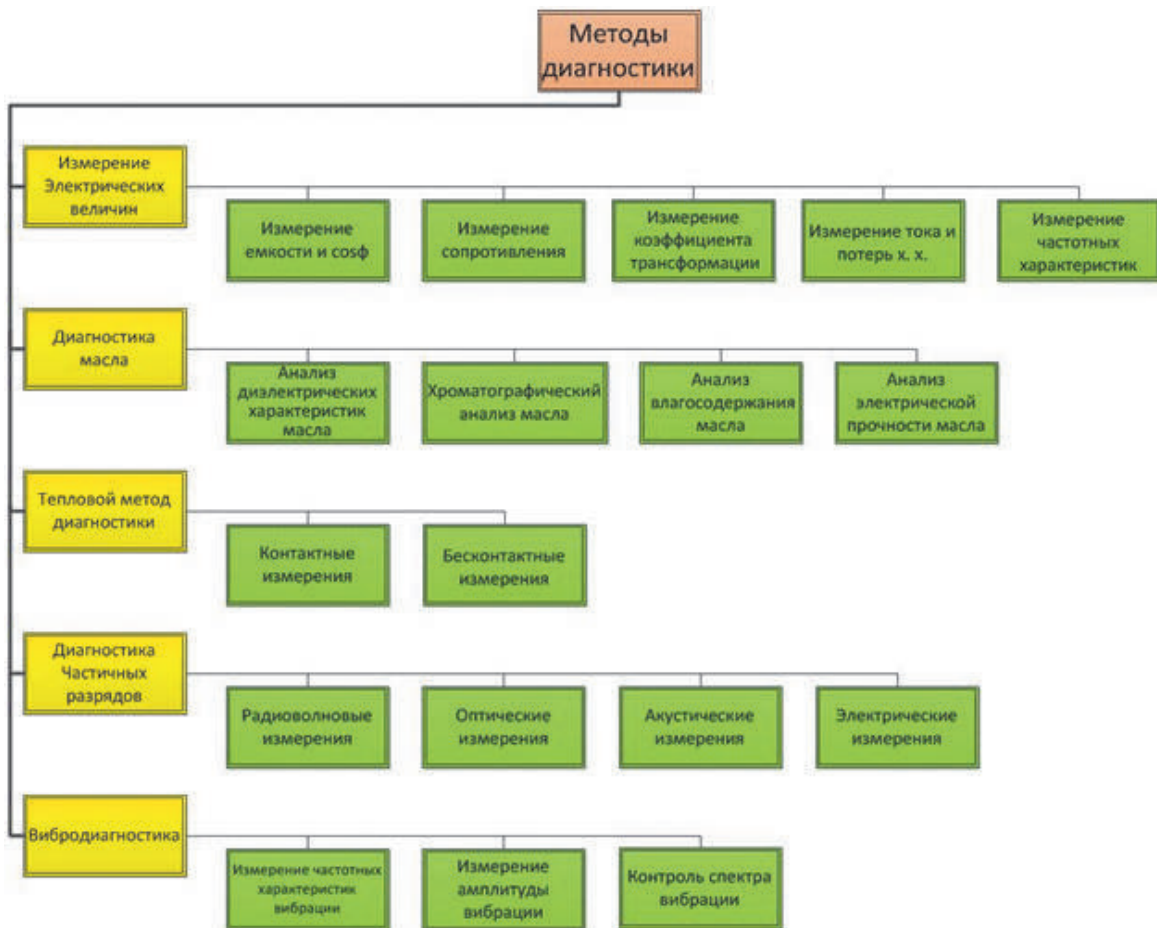 Методы
диагностики
Измерение
Электрических
величин
Измерение
емкости и cosф
Измерение
сопротивления
Измерение
коэффициента
трансформации
Измерение тока и
потерь х. х.
Измерение
частотных
характеристик
Диагностика
масла
Анализ
диэлектрических
характеристик
масла
Хроматографический
анализ масла
Анализ
влагосодержания
масла
Анализ
электрической
прочности масла
Тепловой метод
диагностики
Контактные
измерения
Бесконтактные
измерения
Диагностика
Частичных
разрядов
Радиоволновые
измерения
Оптические
измерения
Акустические
измерения
Электрические
измерения
Вибродиагностика
Измерение частотных
характеристик
вибрации
Измерение
амплитуды
вибрации
Контроль спектра
вибрации